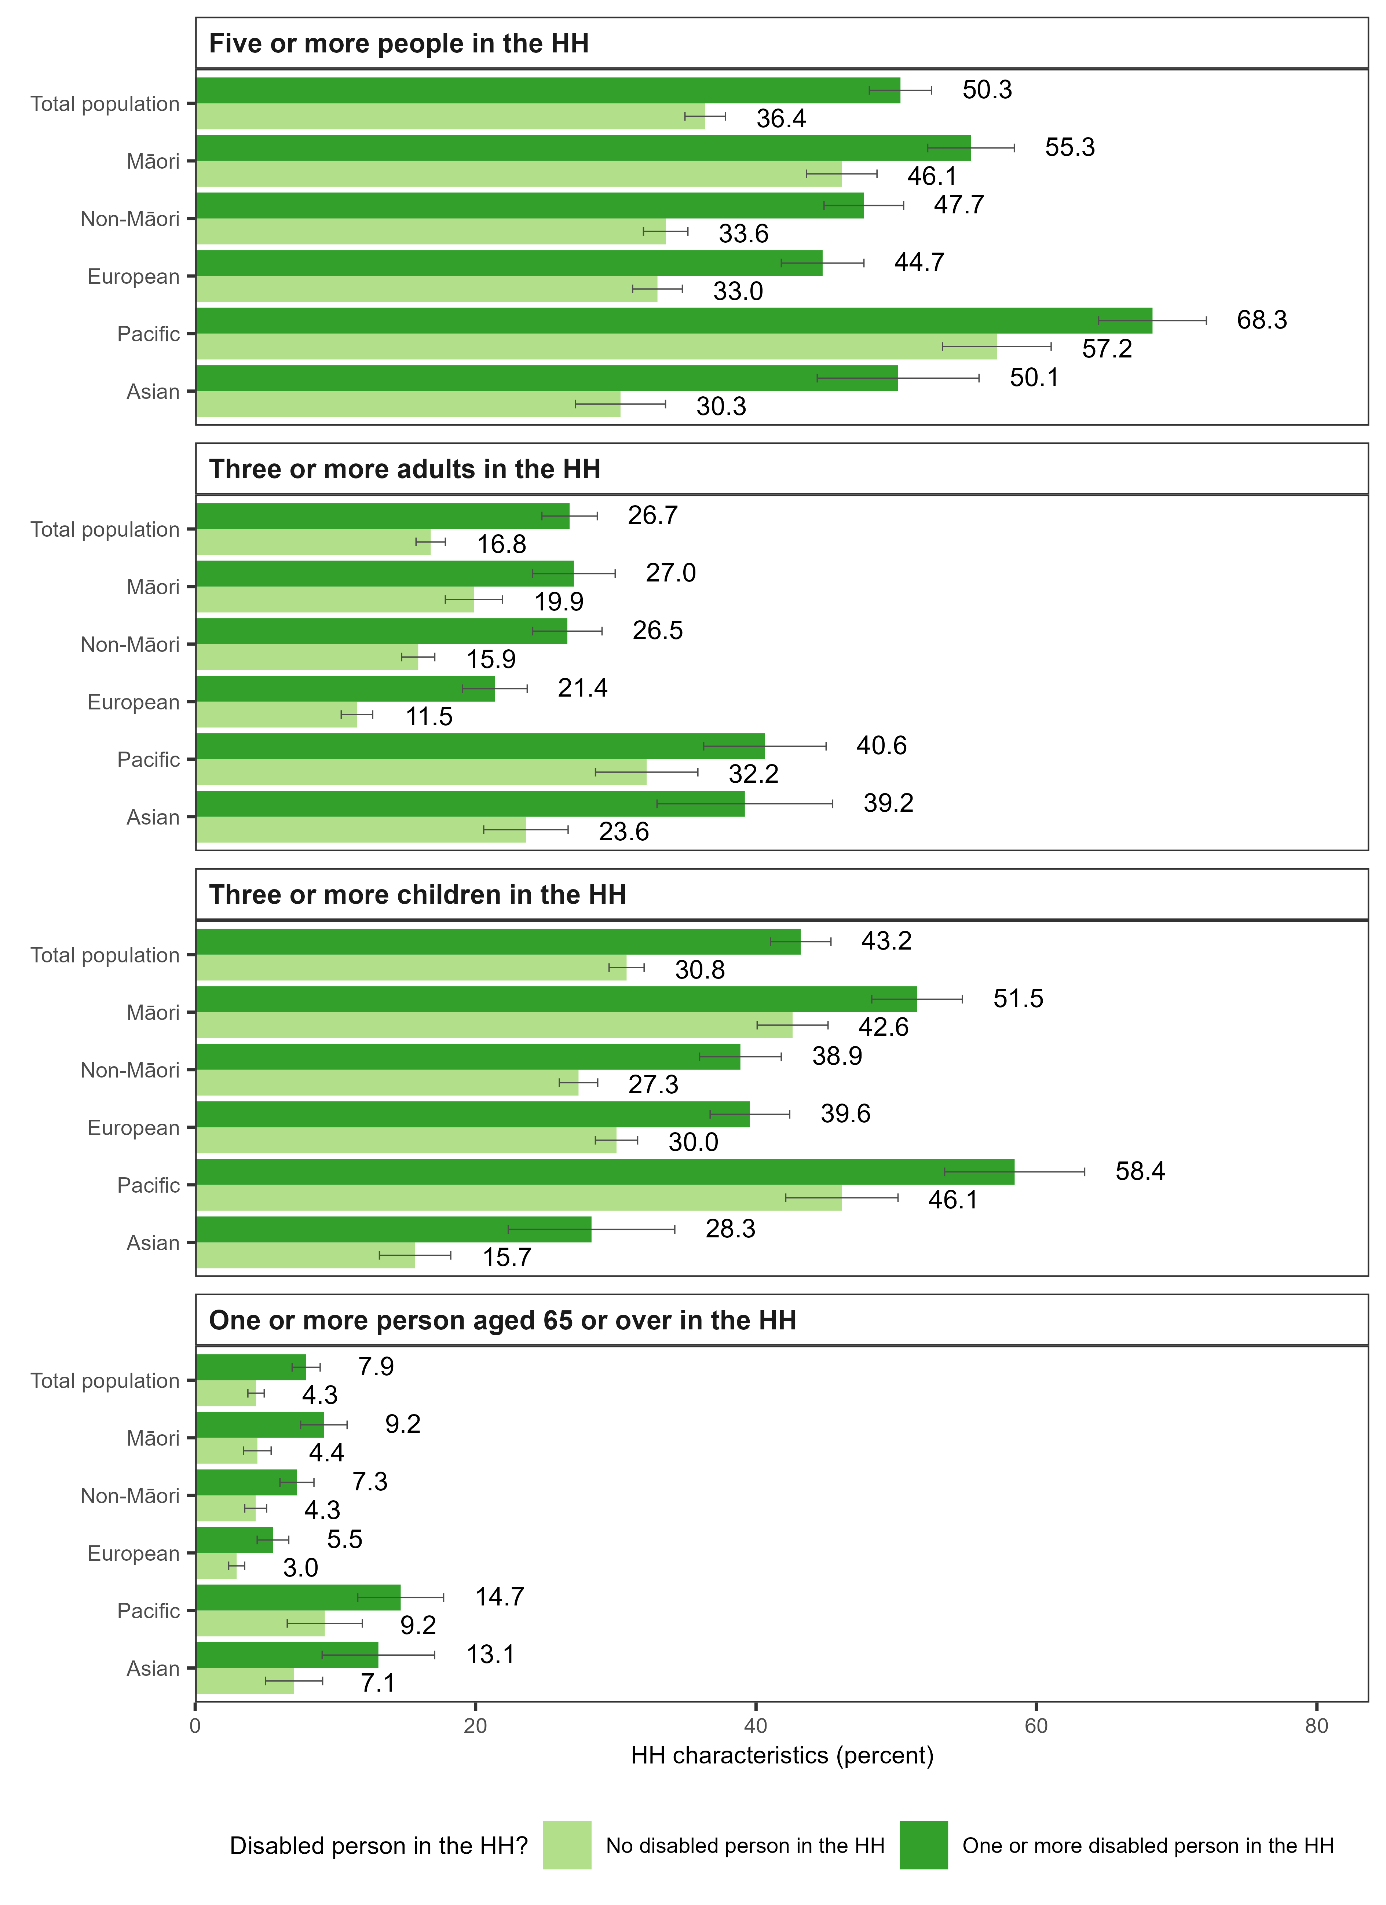 Five or more people in the HH
Total population
50.3
36.4
Māori
55.3
46.1
Non-Māori
47.7
33.6
European
44.7
33.0
Pacific
68.3
57.2
Asian
50.1
30.3
Three or more adults in the HH
Total population
26.7
16.8
Māori
27.0
19.9
Non-Māori
26.5
15.9
European
21.4
11.5
Pacific
40.6
32.2
Asian
39.2
23.6
Three or more children in the HH
Total population
43.2
30.8
Māori
51.5
42.6
Non-Māori
38.9
27.3
European
39.6
30.0
Pacific
58.4
46.1
Asian
28.3
15.7
One or more person aged 65 or over in the HH
Total population
7.9
4.3
Māori
9.2
4.4
Non-Māori
7.3
4.3
European
5.5
3.0
Pacific
14.7
9.2
Asian
13.1
7.1
0 20 40 60 80
HH characteristics (percent)
Disabled person in the HH? No disabled person in the HH One or more disabled person in the HH